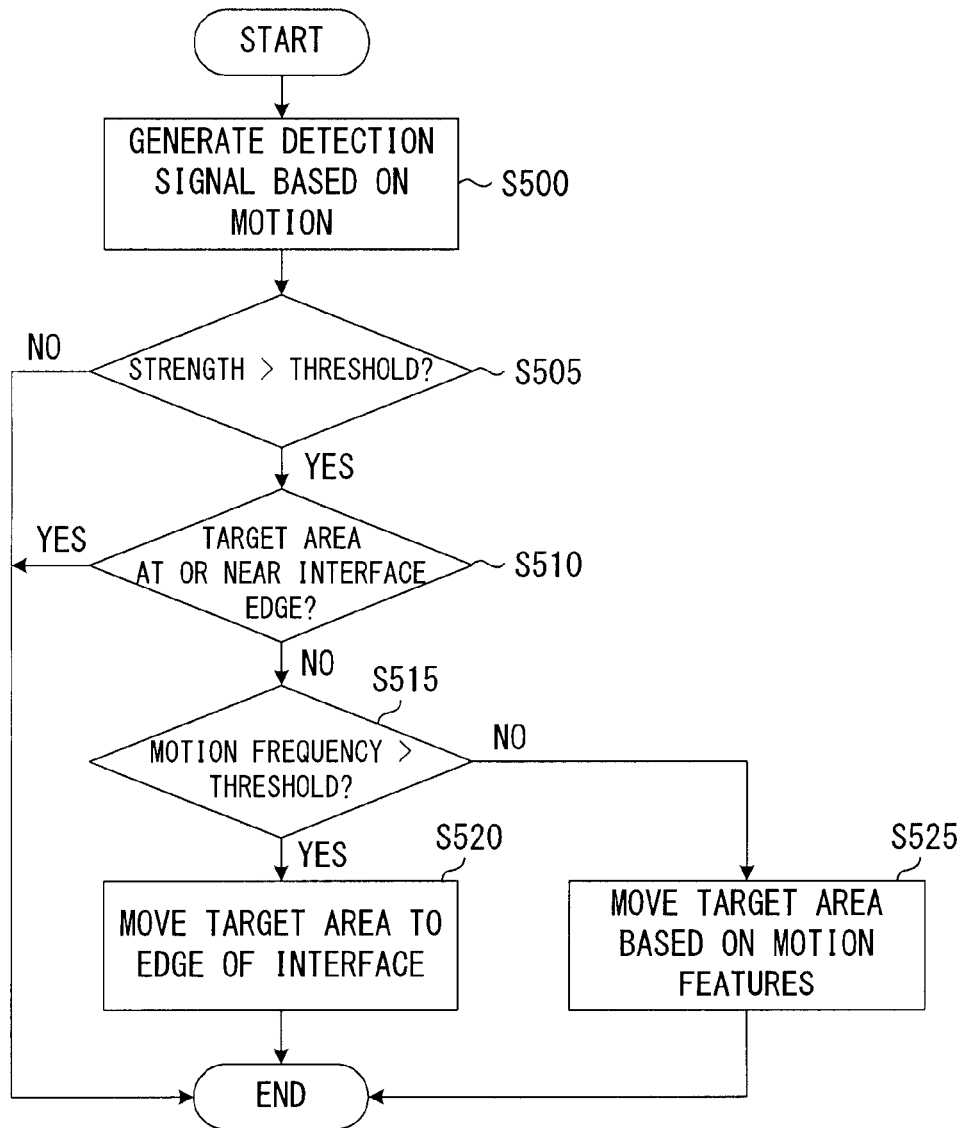 START
GENERATE DETECTION
SIGNAL BASED ON
MOTION
S500
NO
STRENGTH > THRESHOLD?
S505
YES
YES
TARGET AREA
AT OR NEAR INTERFACE
EDGE?
S510
NO
S515
MOTION FREQUENCY >
THRESHOLD?
NO
YES
S520
MOVE TARGET AREA TO
EDGE OF INTERFACE
S525
MOVE TARGET AREA
BASED ON MOTION
FEATURES
END